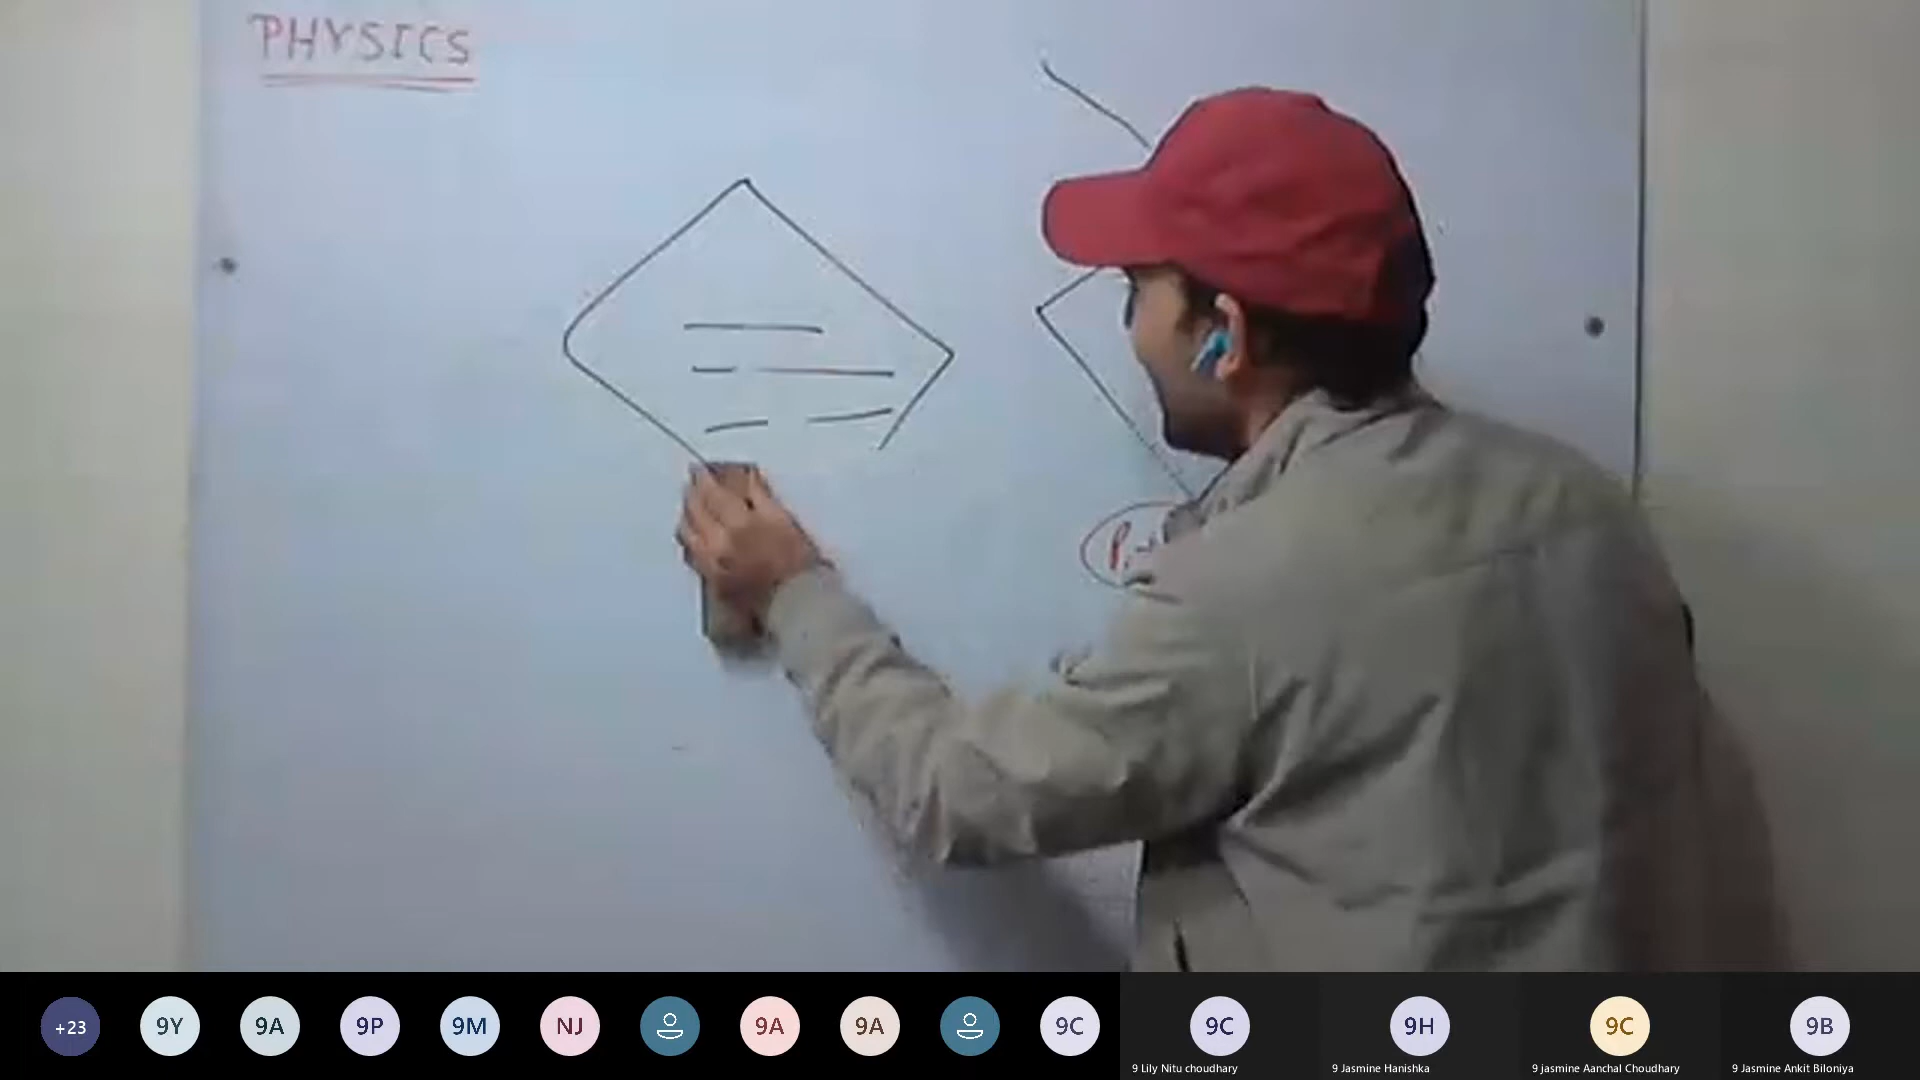 PHYSICS
+23
9Y
9A
9P
9M
NJ
9A
9A
9C
9C
9H
9C
9B
9 Lily Nitu choudhary
9 Jasmine Hanishka
9 jasmine Aanchal Choudhary
9 Jasmine Ankit Biloniya